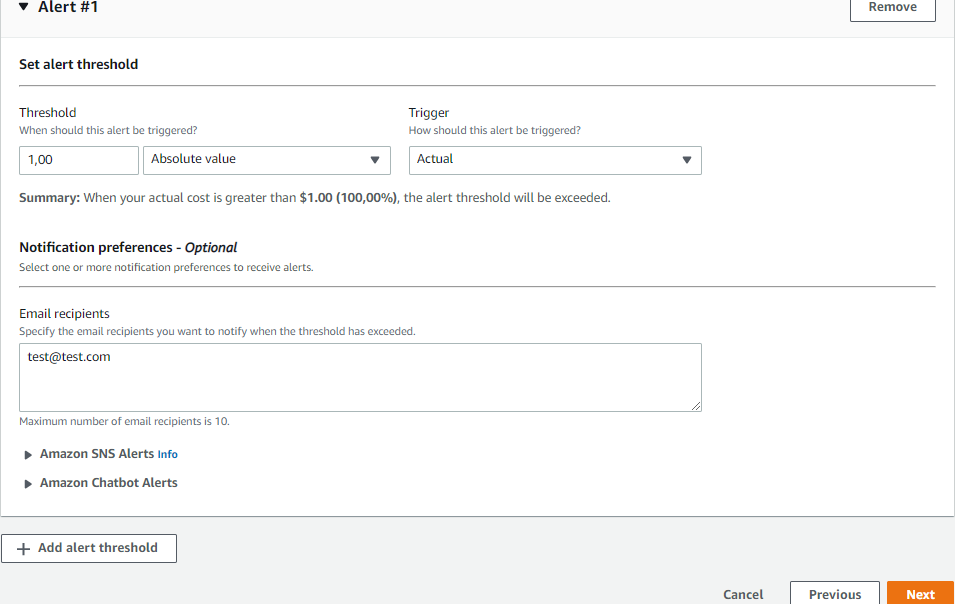 Alert #1
Remove
Set alert threshold
Threshold
Trigger
When should this alert be triggered?
How should this alert be triggered?
1,00
Absolute value
Actual
Summary: When your actual cost is greater than $1.00 (100,00%), the alert threshold will be exceeded.
Notification preferences - Optional
Select one or more notification preferences to receive alerts.
Email recipients
Specify the email recipients you want to notify when the threshold has exceeded.
test@test.com
Maximum number of email recipients is 10.
Amazon SNS Alerts Info
Amazon Chatbot Alerts
Add alert threshold
Cancel
Previous
Next